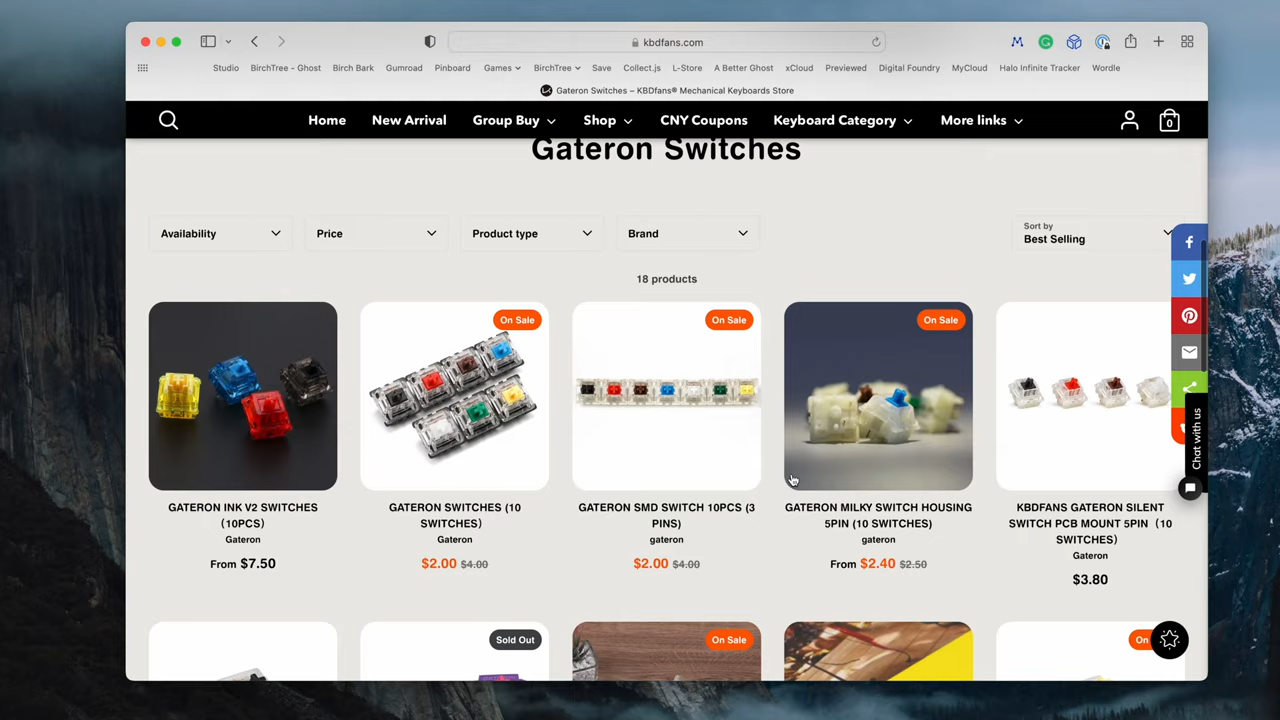 kbdfans.com
Studio BirchTree - Ghost Birch Bark Gumroad Pinboard Games BirchTree Save Collect.js L-Store A Better Ghost xCloud Previewed Digital Foundry MyCloud Halo Infinite Tracker Wordle
Gateron Switches – KBDfans® Mechanical Keyboards Store
Home New Arrival Group Buy Shop CNY Coupons Keyboard Category More links 0
Gateron Switches
Availability Price Product type Brand
Sort by
Best Selling
18 products
On Sale On Sale On Sale
Chat with us
GATERON INK V2 SWITCHES
(10PCS）
Gateron
From $7.50
GATERON SWITCHES (10
SWITCHES）
Gateron
$2.00 $4.00
GATERON SMD SWITCH 10PCS (3
PINS)
gateron
$2.00 $4.00
GATERON MILKY SWITCH HOUSING
5PIN (10 SWITCHES)
gateron
From $2.40 $2.50
KBDFANS GATERON SILENT
SWITCH PCB MOUNT 5PIN（10
SWITCHES）
Gateron
$3.80
Sold Out On Sale On